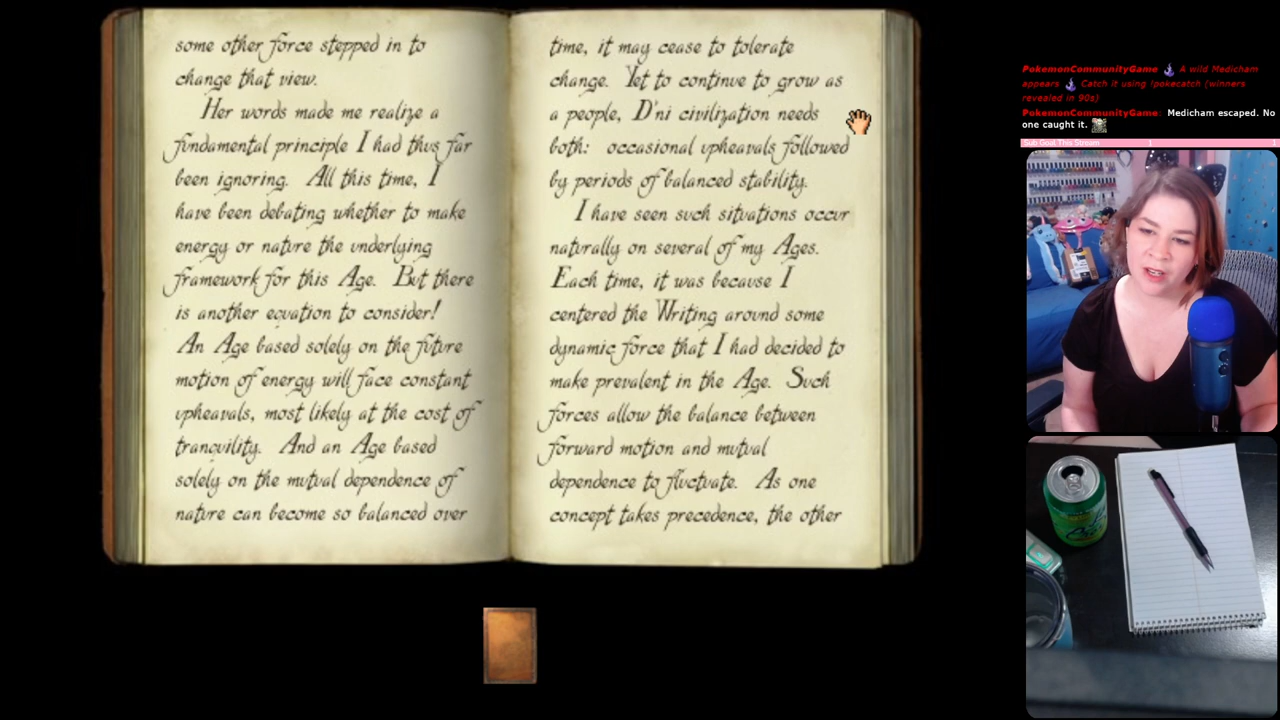 some other force stepped in to
change that view.
Her words made me realize a
fundamental principle I had thus far
been ignoring. All this time, I
have been debating whether to make
energy or nature the underlying
framework for this Age. But there
is another equation to consider!
An Age based solely on the future
motion of energy will face constant
upheavals, most likely at the cost of
tranquility. And an Age based
solely on the mutual dependence of
nature can become so balanced over
time, it may cease to tolerate
change. Yet to continue to grow as
a people, D'ni civilization needs
both: occasional upheavals followed
by periods of balanced stability.
I have seen such situations occur
naturally on several of my Ages.
Each time, it was because I
centered the Writing around some
dynamic force that I had decided to
make prevalent in the Age. Such
forces allow the balance between
forward motion and mutual
dependence to fluctuate. As one
concept takes precedence, the other
PokemonCommunityGame A wild Medicham
appears Catch it using !pokecatch (winners
revealed in 90s)
PokemonCommunityGame: Medicham escaped. No
one caught it.
Sub Goal This Stream 1